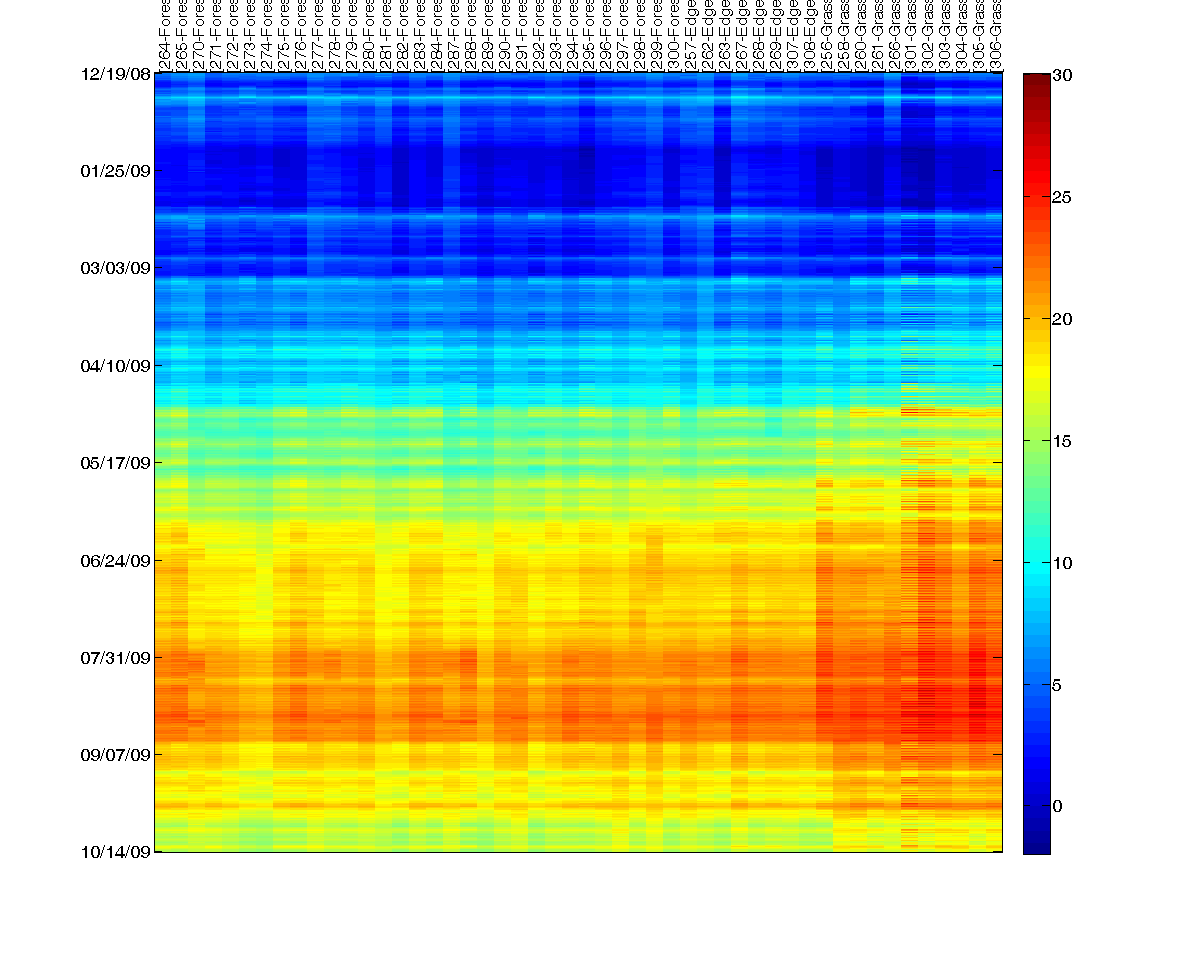 [264-Fores
[265-Fores
[270-Fores
[271-Fores
[272-Fores
[273-Fores
[274-Fores
[275-Fores
[276-Fores
[277-Fores
[278-Fores
[279-Fores
[280-Fores
[281-Fores
[282-Fores
[283-Fores
[284-Fores
[287-Fores
[288-Fores
[289-Fores
[290-Fores
[291-Fores
[292-Fores
[293-Fores
[294-Fores
[295-Fores
[296-Fores
[297-Fores
[298-Fores
[299-Fores
[300-Fores
[257-Edge
[262-Edge
[263-Edge
[267-Edge
[268-Edge
[269-Edge
[307-Edge
[308-Edge
[256-Grass
[258-Grass
[260-Grass
[261-Grass
[266-Grass
[301-Grass
[302-Grass
[303-Grass
[304-Grass
[305-Grass
[306-Grass
12/19/08
01/25/09
03/03/09
04/10/09
05/17/09
06/24/09
07/31/09
09/07/09
10/14/09
30
25
20
15
10
5
0